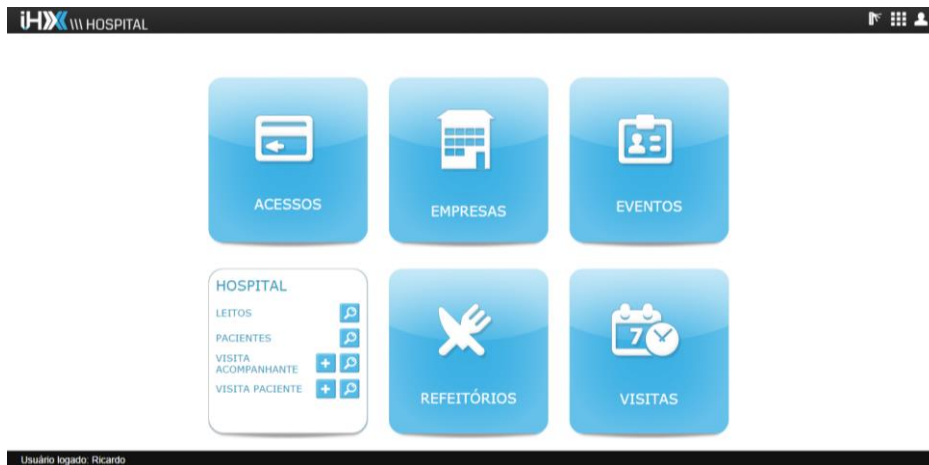 iHX \\\ HOSPITAL
ACESSOS
EMPRESAS
EVENTOS
HOSPITAL
LEITOS
PACIENTES
VISITA
ACOMPANHANTE
VISITA PACIENTE
REFEITÓRIOS
7
VISITAS
Usuário logado: Ricardo